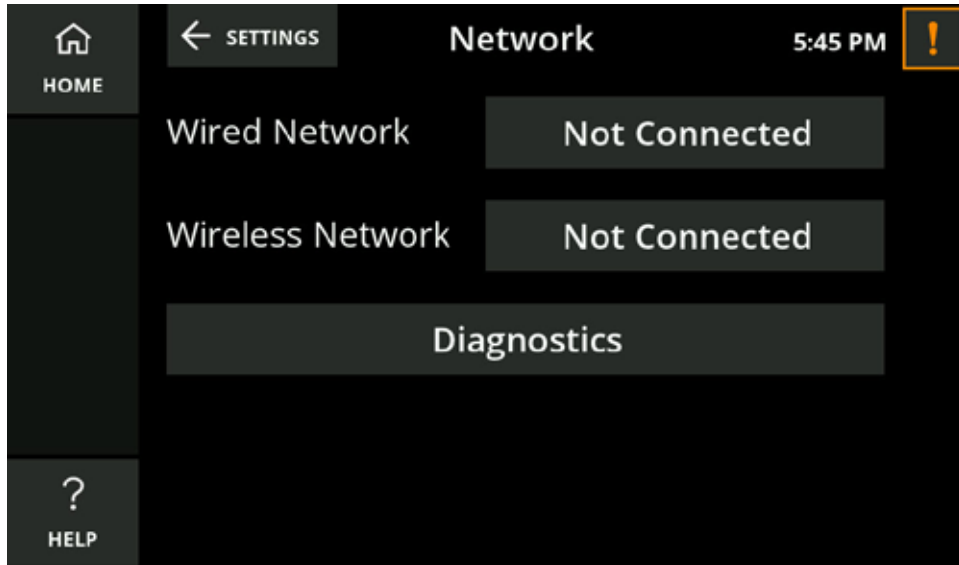 ← SETTINGS Network 5:45 PM !
HOME
Wired Network Not Connected
Wireless Network Not Connected
Diagnostics
?
HELP